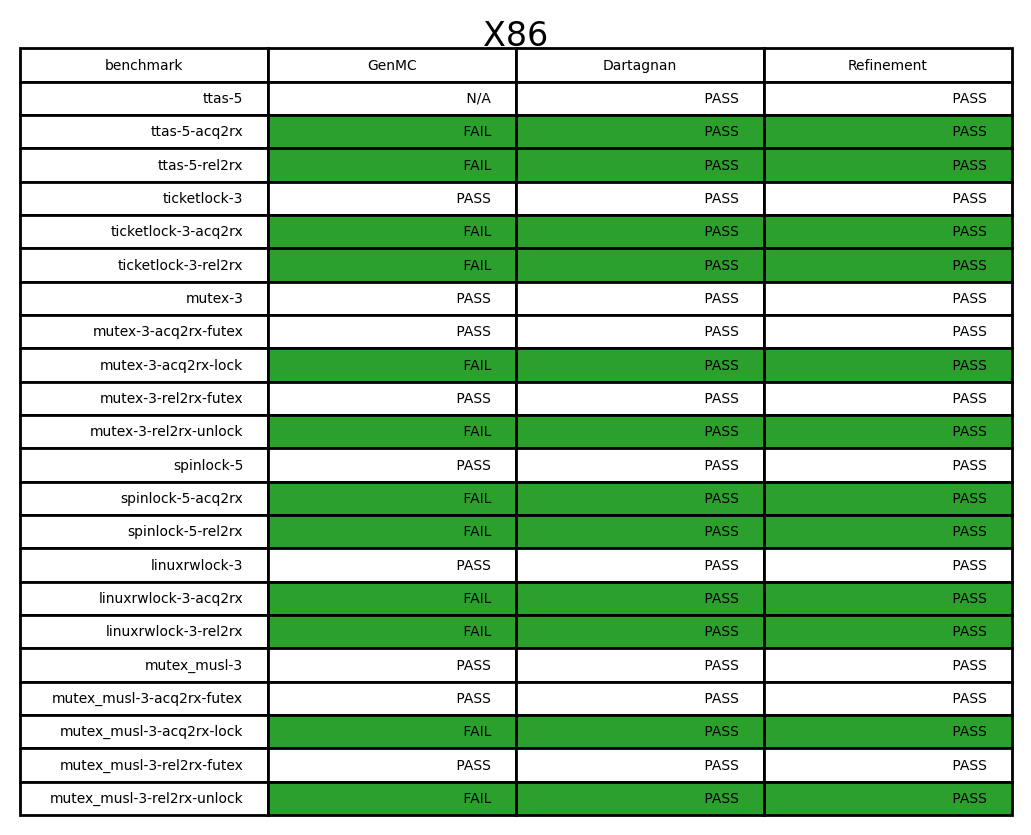 X86
benchmark GenMC Dartagnan Refinement
ttas-5 N/A PASS PASS
ttas-5-acq2rx FAIL PASS PASS
ttas-5-rel2rx FAIL PASS PASS
ticketlock-3 PASS PASS PASS
ticketlock-3-acq2rx FAIL PASS PASS
ticketlock-3-rel2rx FAIL PASS PASS
mutex-3 PASS PASS PASS
mutex-3-acq2rx-futex PASS PASS PASS
mutex-3-acq2rx-lock FAIL PASS PASS
mutex-3-rel2rx-futex PASS PASS PASS
mutex-3-rel2rx-unlock FAIL PASS PASS
spinlock-5 PASS PASS PASS
spinlock-5-acq2rx FAIL PASS PASS
spinlock-5-rel2rx FAIL PASS PASS
linuxrwlock-3 PASS PASS PASS
linuxrwlock-3-acq2rx FAIL PASS PASS
linuxrwlock-3-rel2rx FAIL PASS PASS
mutex_musl-3 PASS PASS PASS
mutex_musl-3-acq2rx-futex PASS PASS PASS
mutex_musl-3-acq2rx-lock FAIL PASS PASS
mutex_musl-3-rel2rx-futex PASS PASS PASS
mutex_musl-3-rel2rx-unlock FAIL PASS PASS